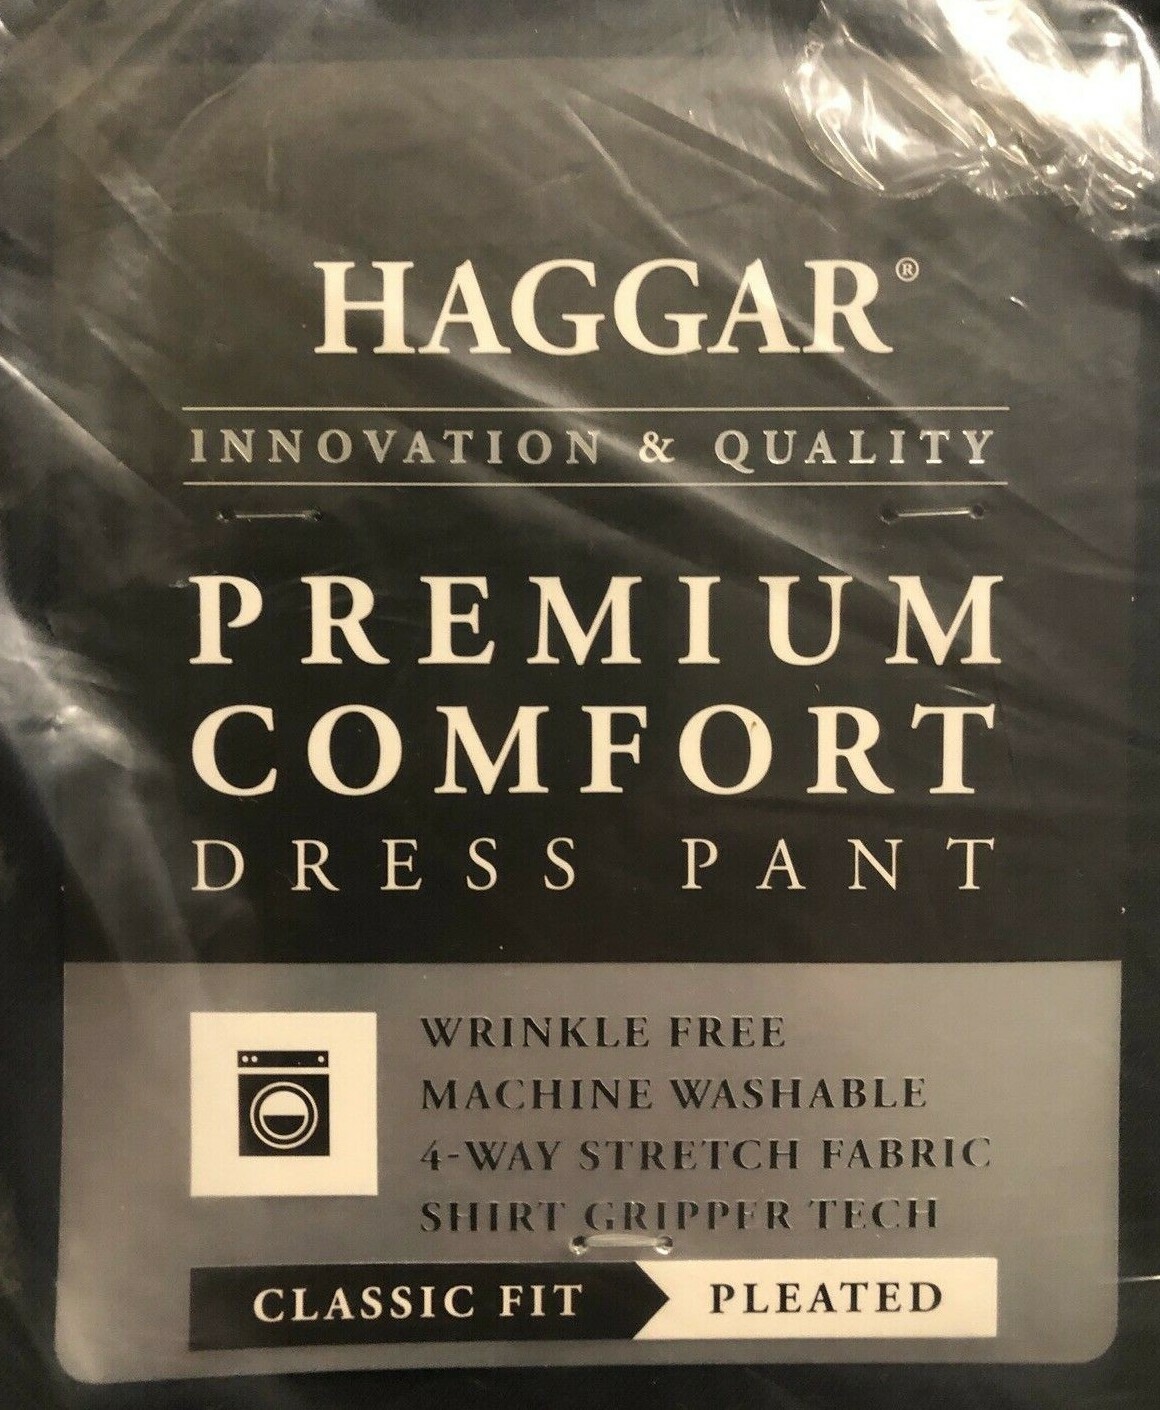 HAGGAR®
INNOVATION & QUALITY
PREMIUM
COMFORT
DRESS PANT
WRINKLE FREE
MACHINE WASHABLE
4-WAY STRETCH FABRIC
SHIRT GRIPPER TECH
CLASSIC FIT PLEATED